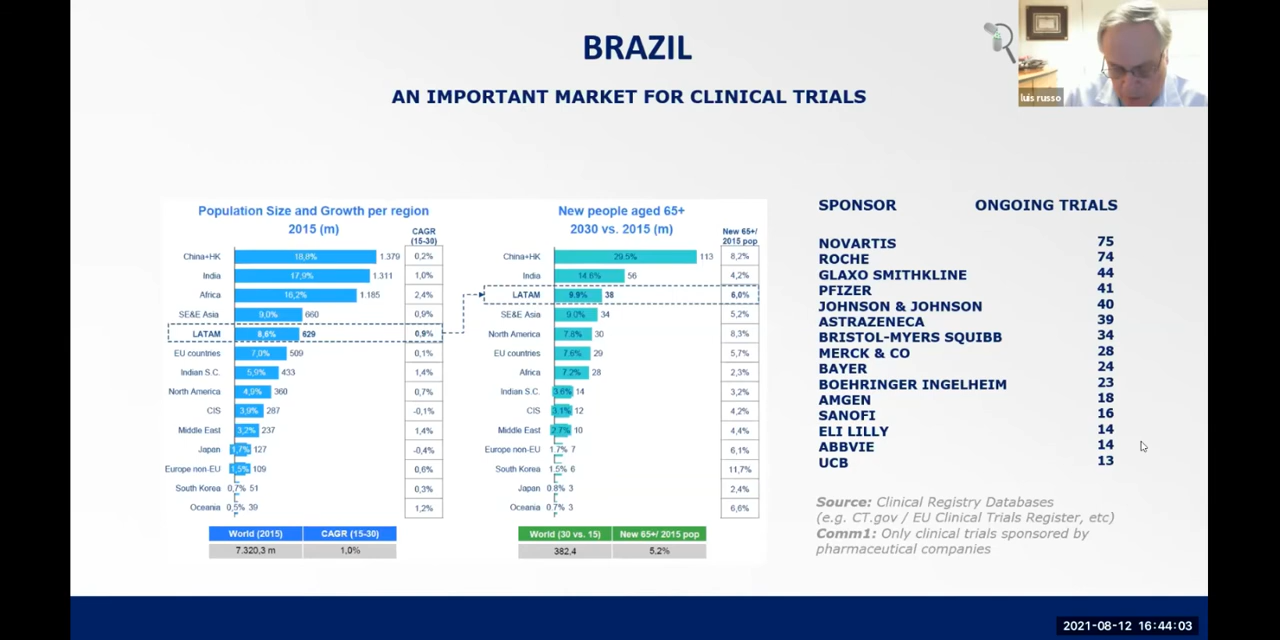 BRAZIL
AN IMPORTANT MARKET FOR CLINICAL TRIALS
luis russo
Population Size and Growth per region
2015 (m)
CAGR
(15-30)
China+HK 18,8% 1.379 0,2%
India 17,9% 1.311 1,0%
Africa 16,2% 1.185 2,4%
SE&E Asia 9,0% 660 0,9%
LATAM 8,6% 629 0,9%
EU countries 7,0% 509 0,1%
Indian S.C. 5,9% 433 1,4%
North America 4,9% 360 0,7%
CIS 3,9% 287 -0,1%
Middle East 3,2% 237 1,4%
Japan 1,7% 127 -0,4%
Europe non-EU 1,5% 109 0,6%
South Korea 0,7% 51 0,3%
Oceania 0,5% 39 1,2%
World (2015) CAGR (15-30)
7.320,3 m 1,0%
New people aged 65+
2030 vs. 2015 (m)
New 65+/
2015 pop
China+HK 29,5% 113 8,2%
India 14,6% 56 4,2%
LATAM 9,9% 38 6,0%
SE&E Asia 9,0% 34 5,2%
North America 7,8% 30 8,3%
EU countries 7,6% 29 5,7%
Africa 7,2% 28 2,3%
Indian S.C. 3,6% 14 3,2%
CIS 3,1% 12 4,2%
Middle East 2,7% 10 4,4%
Europe non-EU 1,7% 7 6,1%
South Korea 1,5% 6 11,7%
Japan 0,8% 3 2,4%
Oceania 0,7% 3 6,6%
World (30 vs. 15) New 65+/ 2015 pop
382,4 5,2%
SPONSOR ONGOING TRIALS
NOVARTIS 75
ROCHE 74
GLAXO SMITHKLINE 44
PFIZER 41
JOHNSON & JOHNSON 40
ASTRAZENECA 39
BRISTOL-MYERS SQUIBB 34
MERCK & CO 28
BAYER 24
BOEHRINGER INGELHEIM 23
AMGEN 18
SANOFI 16
ELI LILLY 14
ABBVIE 14
UCB 13
Source: Clinical Registry Databases
(e.g. CT.gov / EU Clinical Trials Register, etc)
Comm1: Only clinical trials sponsored by
pharmaceutical companies
2021-08-12 16:44:03